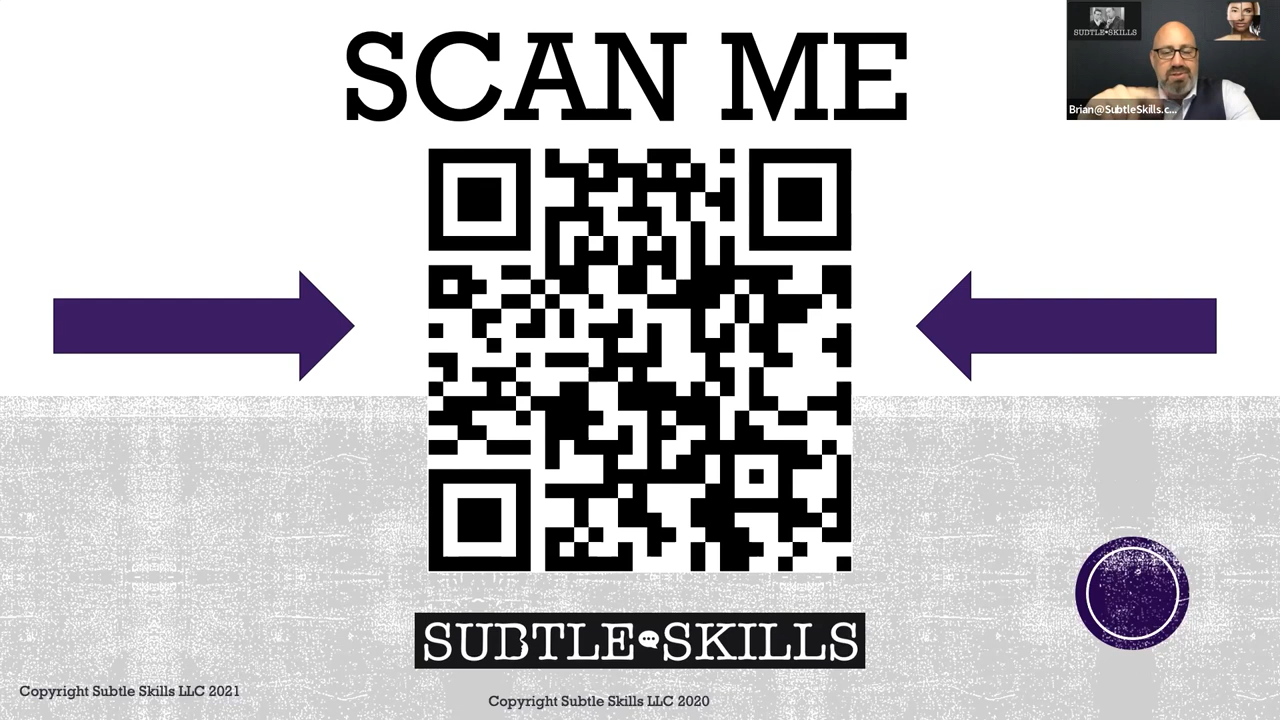 SCAN ME
SUBTLE SKILLS
Brian@SubtleSkills.c...
SUBTLE SKILLS
Copyright Subtle Skills LLC 2021
Copyright Subtle Skills LLC 2020